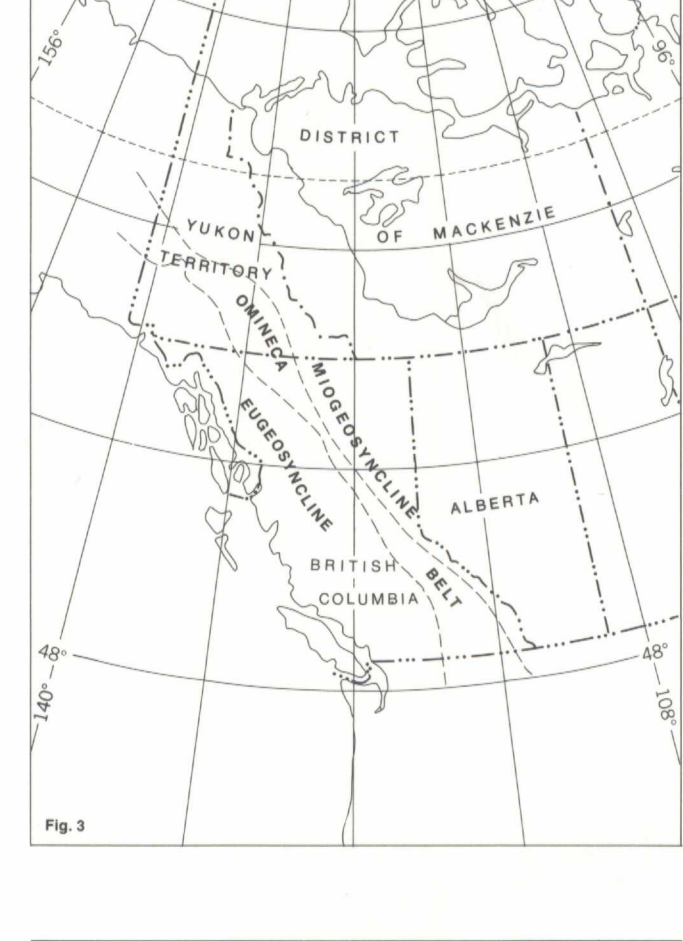 156°
96°
DISTRICT
OF MACKENZIE
YUKON
TERRITORY
OMINECA
MIOGEOSYNCLINE
EUGEOSYNCLINE
ALBERTA
BRITISH
COLUMBIA
BELT
48°
48°
140°
108°
Fig. 3